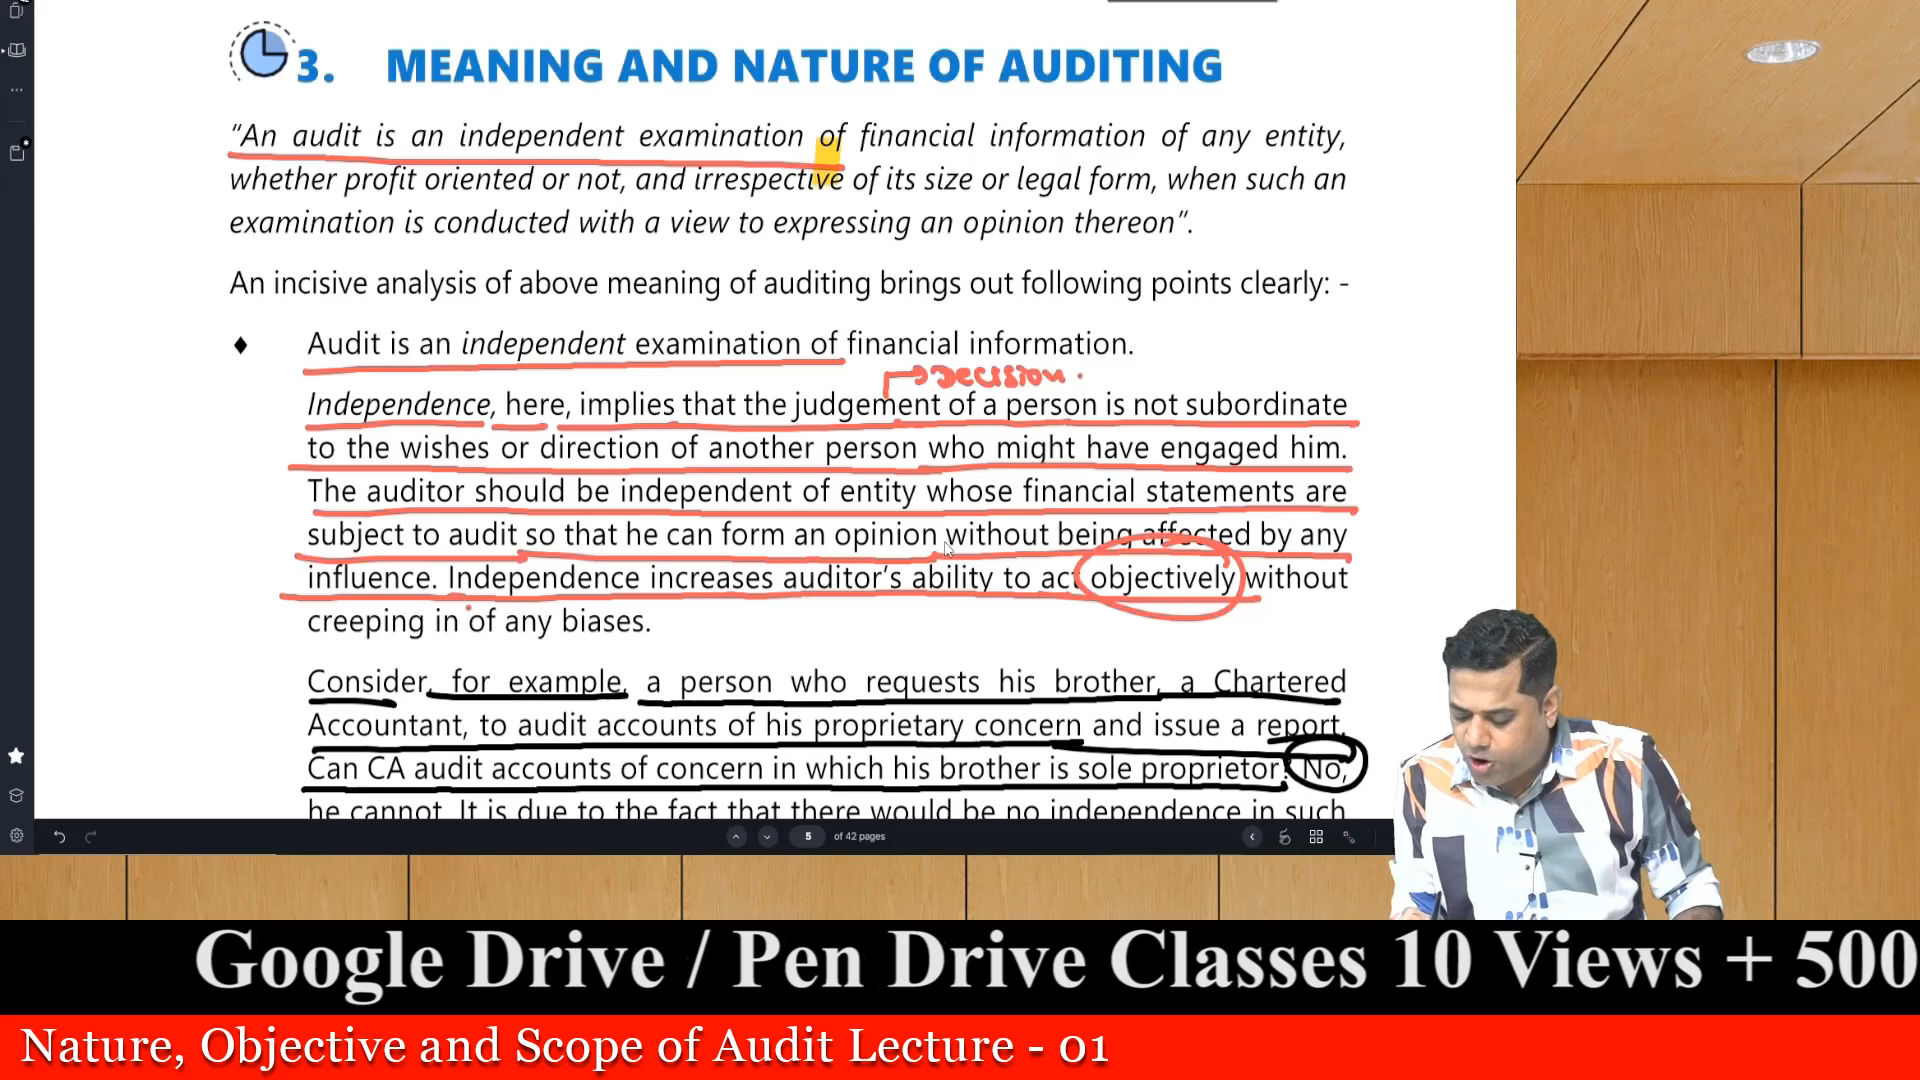 3. MEANING AND NATURE OF AUDITING
“An audit is an independent examination of financial information of any entity,
whether profit oriented or not, and irrespective of its size or legal form, when such an
examination is conducted with a view to expressing an opinion thereon”.
An incisive analysis of above meaning of auditing brings out following points clearly: -
♦ Audit is an independent examination of financial information.
Decision.
Independence, here, implies that the judgement of a person is not subordinate
to the wishes or direction of another person who might have engaged him.
The auditor should be independent of entity whose financial statements are
subject to audit so that he can form an opinion without being affected by any
influence. Independence increases auditor’s ability to act objectively without
creeping in of any biases.
Consider, for example, a person who requests his brother, a Chartered
Accountant, to audit accounts of his proprietary concern and issue a report.
Can CA audit accounts of concern in which his brother is sole proprietor? No,
he cannot. It is due to the fact that there would be no independence in such
5 of 42 pages
Google Drive / Pen Drive Classes 10 Views + 500
Nature, Objective and Scope of Audit Lecture - 01